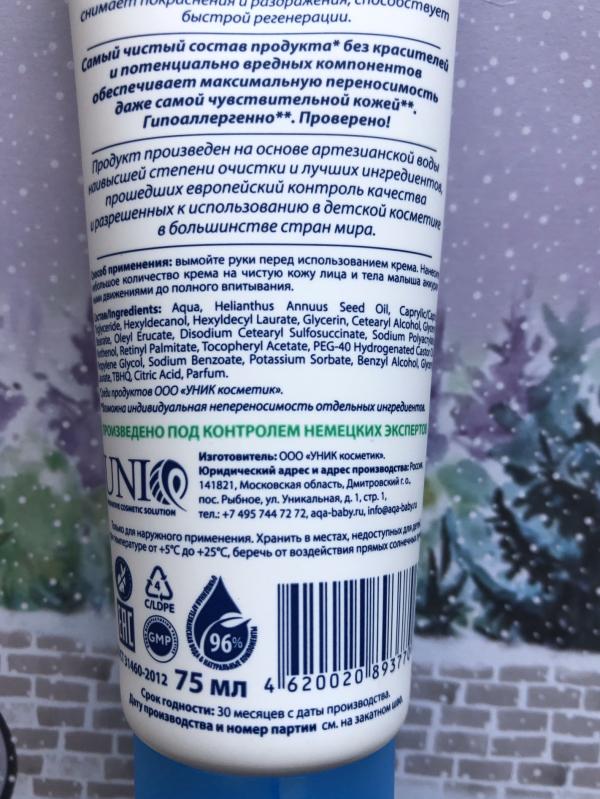 снимает покраснения и раздражения, способствует
быстрой регенерации.
Самый чистый состав продукта* без красителей
и потенциально вредных компонентов
обеспечивает максимальную переносимость
даже самой чувствительной кожей**.
Гипоаллергенно**. Проверено!
Продукт произведен на основе артезианской воды
наивысшей степени очистки и лучших ингредиентов,
прошедших европейский контроль качества
и разрешенных к использованию в детской косметике
в большинстве стран мира.
Способ применения: вымойте руки перед использованием крема. Нанесите
небольшое количество крема на чистую кожу лица и тела малыша
движениями до полного впитывания.
Состав/Ingredients: Aqua, Helianthus Annuus Seed Oil,
Triglyceride, Hexyldecanol, Hexyldecyl Laurate, Glycerin, Cetearyl Alcohol,
Oleyl Erucate, Disodium Cetearyl Sulfosuccinate, Sodium
Panthenol, Retinyl Palmitate, Tocopheryl Acetate, PEG-40 Hydrogenated Castor
Propylene Glycol, Sodium Benzoate, Potassium Sorbate, Benzyl Alcohol,
TBHQ, Citric Acid, Parfum.
*Среди продуктов ООО «УНИК косметик».
**Возможна индивидуальная непереносимость отдельных ингредиентов.
ПРОИЗВЕДЕНО ПОД КОНТРОЛЕМ НЕМЕЦКИХ ЭКСПЕРТОВ
UNIQ
COSMETIC SOLUTION
Изготовитель: ООО «УНИК косметик».
Юридический адрес и адрес производства: Россия,
141821, Московская область, Дмитровский г.о.,
пос. Рыбное, ул. Уникальная, д. 1, стр. 1,
тел.: +7 495 744 72 72, aqa-baby.ru, info@aqa-baby.ru
Только для наружного применения. Хранить в местах, недоступных для детей
температуре от +5°С до +25°С, беречь от воздействия прямых солнечных
4
C/LDPE
EAC
GMP
96%
31460-2012
75 мл
4 620020 89377
Срок годности: 30 месяцев с даты производства.
Дату производства и номер партии см. на закатном шве.